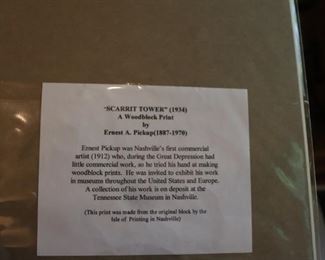 'SCARRIT TOWER" (1934)
A Woodblock Print
by
Ernest A. Pickup(1887-1970)
Ernest Pickup was Nashville's first commercial
artist (1912) who, during the Great Depression had
little commercial work, so he tried his hand at making
woodblock prints. He was invited to exhibit his work
in museums throughout the United States and Europe.
A collection of his work is on deposit at the
Tennessee State Museum in Nashville.
(This print was made from the original block by the
Isle of Printing in Nashville)